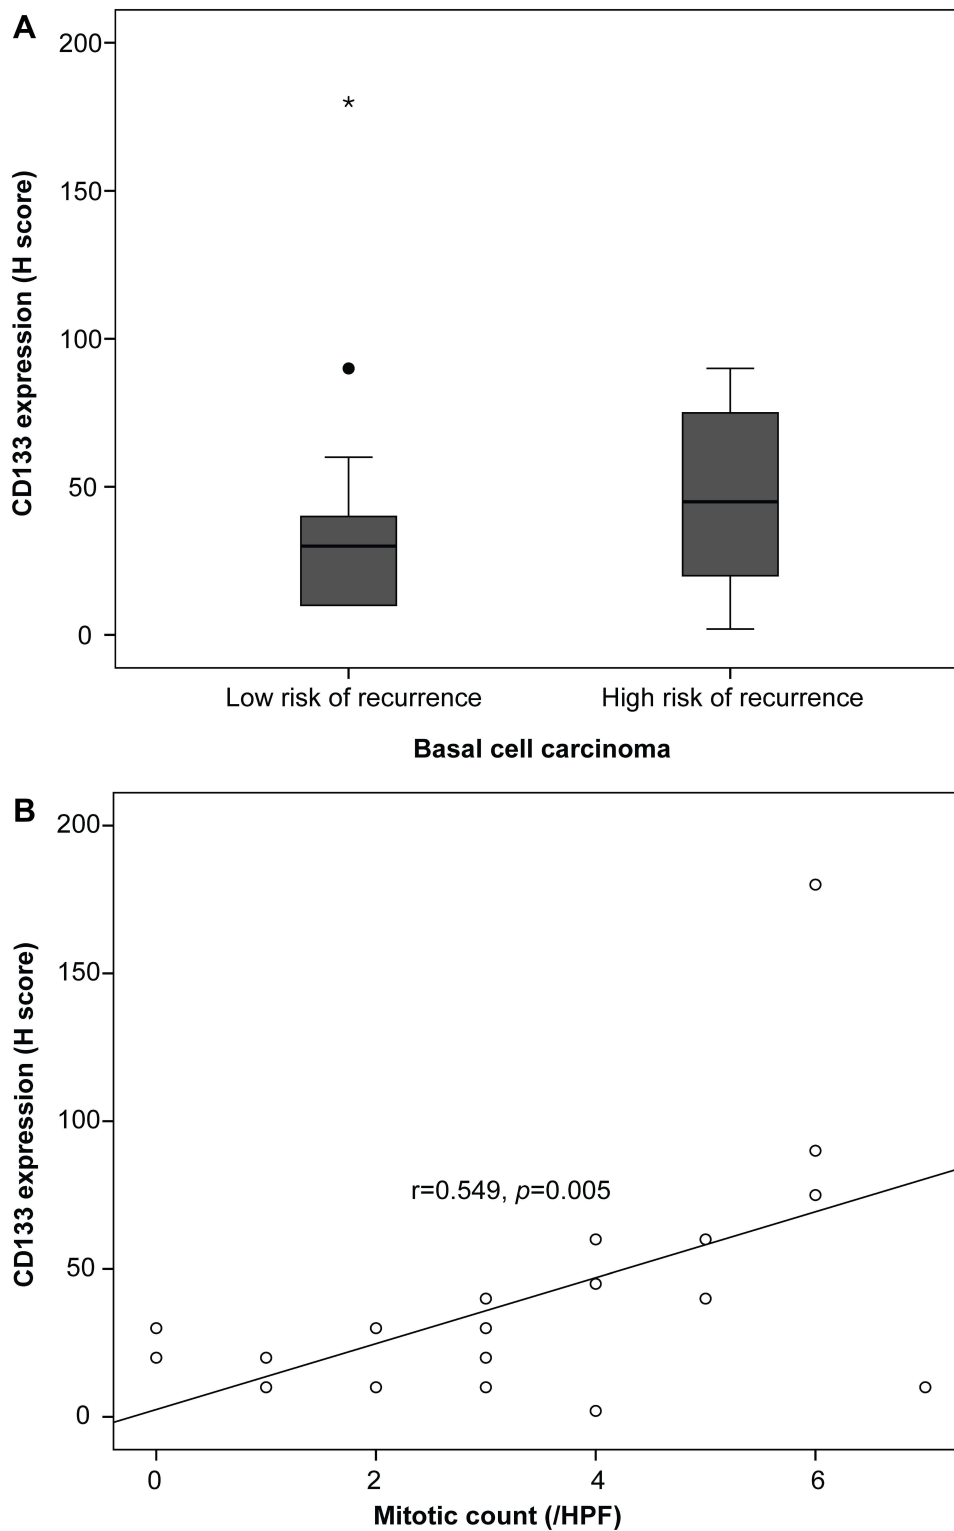 A
200
150
100
50
0
CD133 expression (H score)
*
Low risk of recurrence
High risk of recurrence
Basal cell carcinoma
B
200
150
100
50
0
CD133 expression (H score)
r=0.549, p=0.005
0 2 4 6
Mitotic count (/HPF)